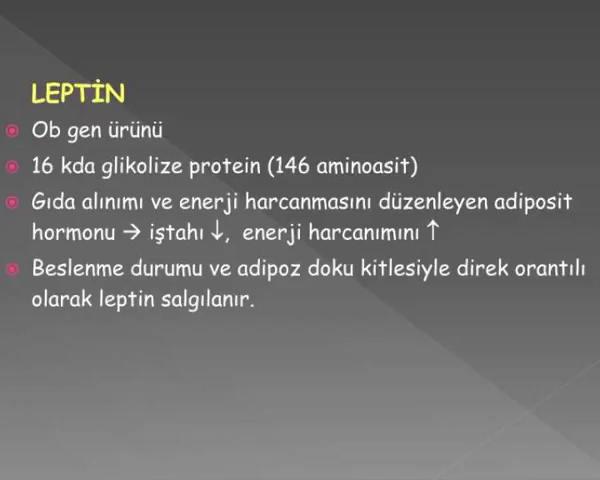 LEPTİN
Ob gen ürünü
16 kda glikolize protein (146 aminoasit)
Gıda alınımı ve enerji harcanmasını düzenleyen adiposit
hormonu → iştahı ↓, enerji harcanımını ↑
Beslenme durumu ve adipoz doku kitlesiyle direk orantılı
olarak leptin salgılanır.